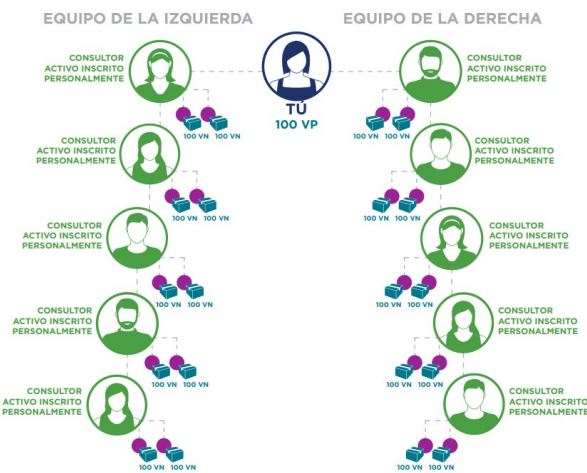 EQUIPO DE LA IZQUIERDA
EQUIPO DE LA DERECHA
TÚ
100 VP
CONSULTOR
ACTIVO INSCRITO
PERSONALMENTE
100 VN 100 VN
CONSULTOR
ACTIVO INSCRITO
PERSONALMENTE
100 VN 100 VN
CONSULTOR
ACTIVO INSCRITO
PERSONALMENTE
100 VN 100 VN
CONSULTOR
ACTIVO INSCRITO
PERSONALMENTE
100 VN 100 VN
CONSULTOR
ACTIVO INSCRITO
PERSONALMENTE
100 VN 100 VN
CONSULTOR
ACTIVO INSCRITO
PERSONALMENTE
100 VN 100 VN
CONSULTOR
ACTIVO INSCRITO
PERSONALMENTE
100 VN 100 VN
CONSULTOR
ACTIVO INSCRITO
PERSONALMENTE
100 VN 100 VN
CONSULTOR
ACTIVO INSCRITO
PERSONALMENTE
100 VN 100 VN
CONSULTOR
ACTIVO INSCRITO
PERSONALMENTE
100 VN 100 VN